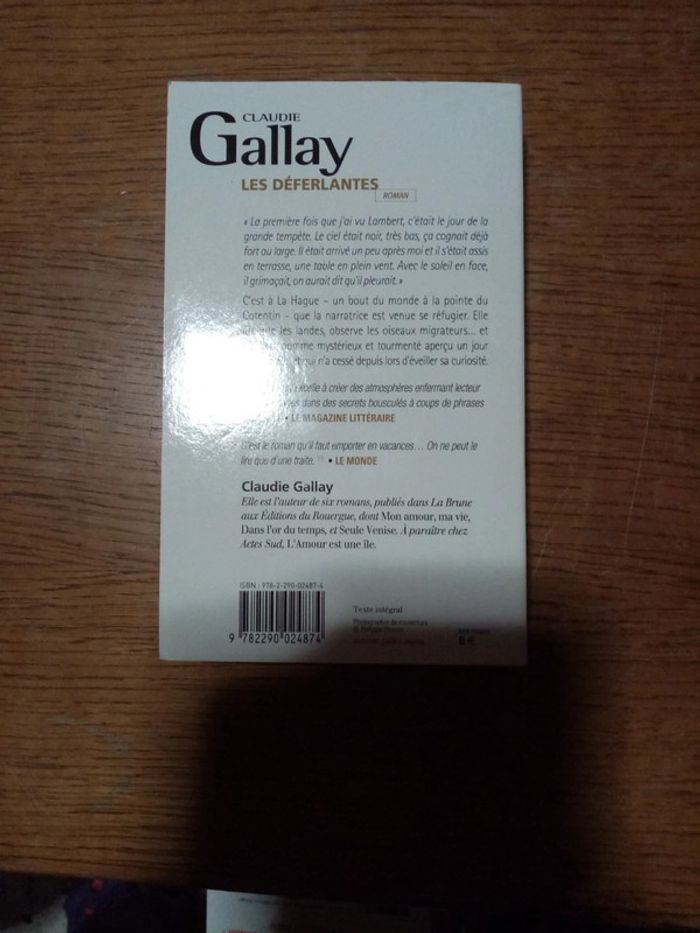 CLAUDIE
Gallay
LES DÉFERLANTES
ROMAN
« La première fois que j'ai vu Lambert, c'était le jour de la
grande tempête. Le ciel était noir, très bas, ça cognait déjà
fort au large. Il était arrivé un peu après moi et il s'était assis
en terrasse, une table en plein vent. Avec le soleil en face,
il grimaçait, on aurait dit qu'il pleurait. »
C'est à La Hague – un bout du monde à la pointe du
Cotentin – que la narratrice est venue se réfugier. Elle
les landes, observe les oiseaux migrateurs... et
homme mystérieux et tourmenté aperçu un jour
qui n'a cessé depuis lors d'éveiller sa curiosité.
excelle à créer des atmosphères enfermant lecteur
dans des secrets bousculés à coups de phrases
• LE MAGAZINE LITTÉRAIRE
C'est le roman qu'il faut emporter en vacances... On ne peut le
lire que d'une traite. » • LE MONDE
Claudie Gallay
Elle est l'auteur de six romans, publiés dans La Brune
aux Éditions du Rouergue, dont Mon amour, ma vie,
Dans l'or du temps, et Seule Venise. À paraître chez
Actes Sud, L'Amour est une île.
ISBN : 978-2-290-02487-4
9 782290 024874
Texte intégral
Photographie de couverture
8 €